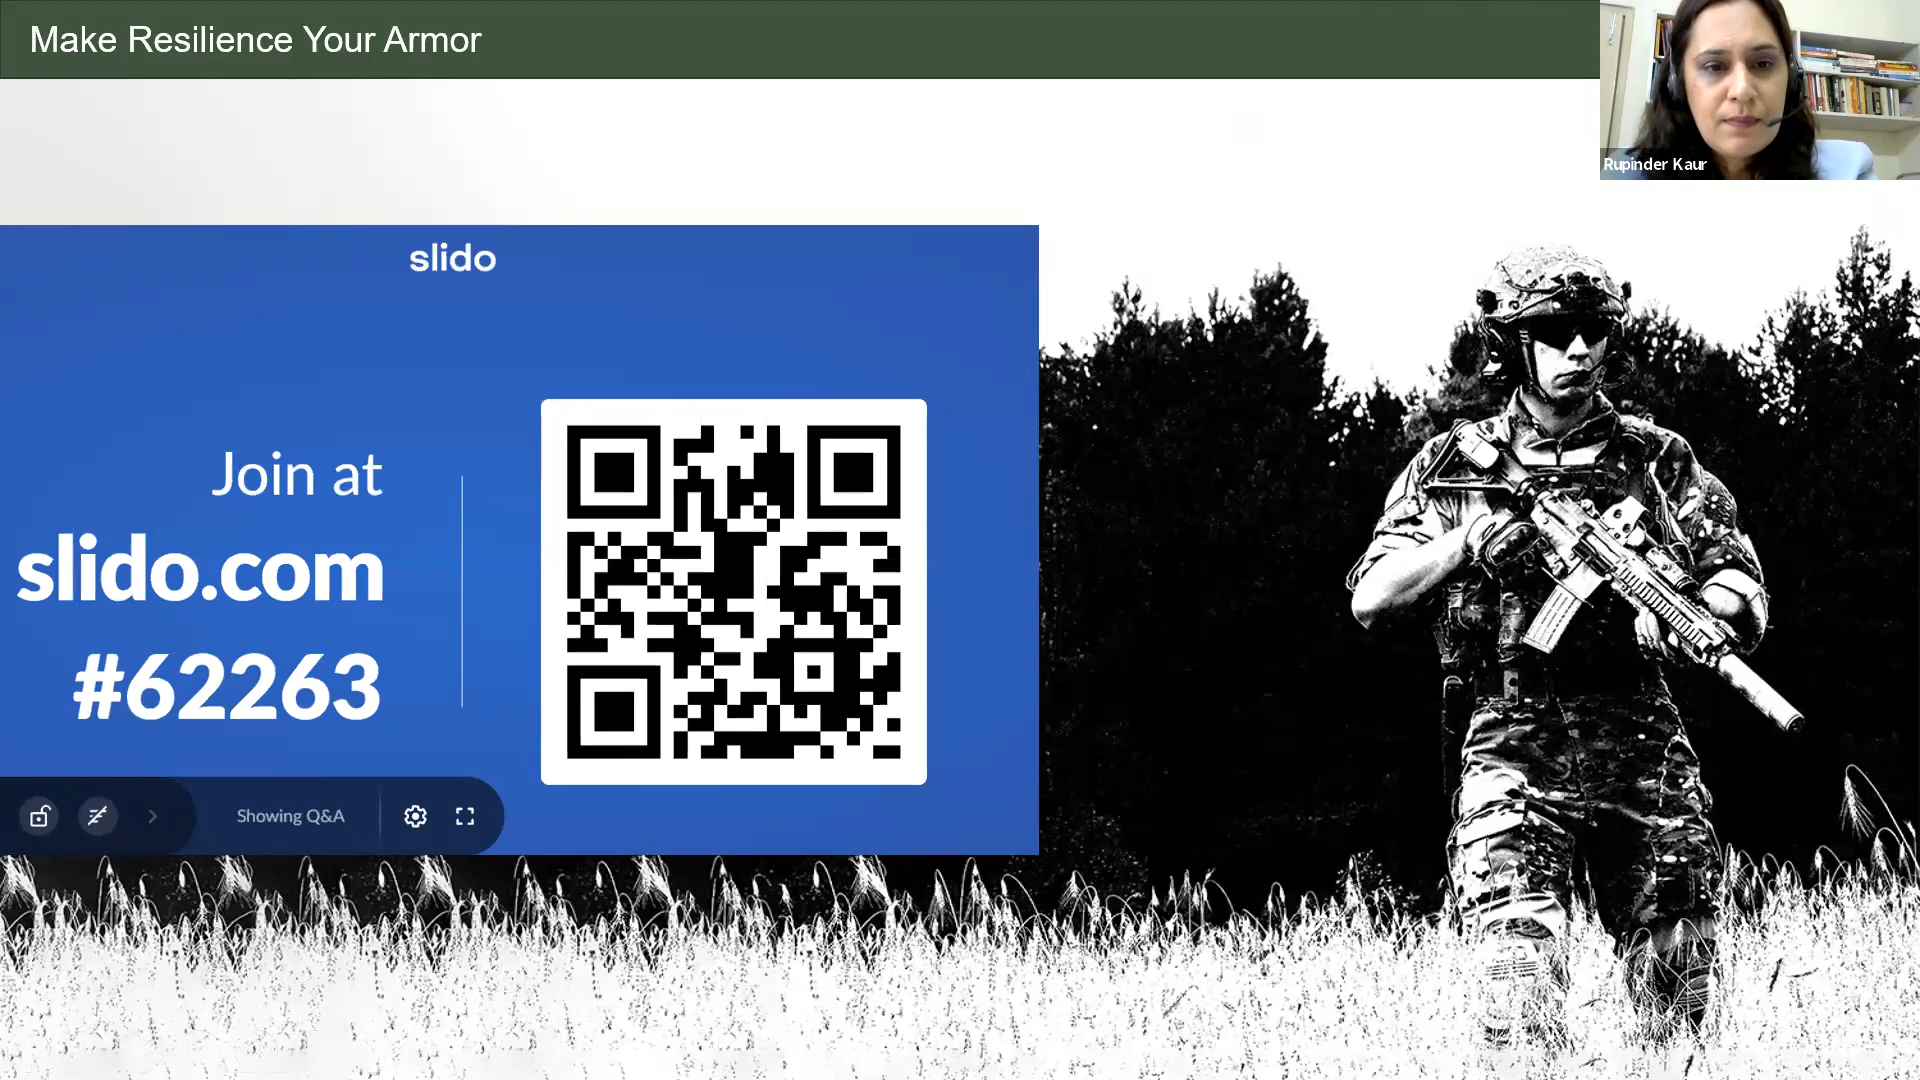 Make Resilience Your Armor
Rupinder Kaur
slido
Join at
slido.com
#62263
Showing Q&A